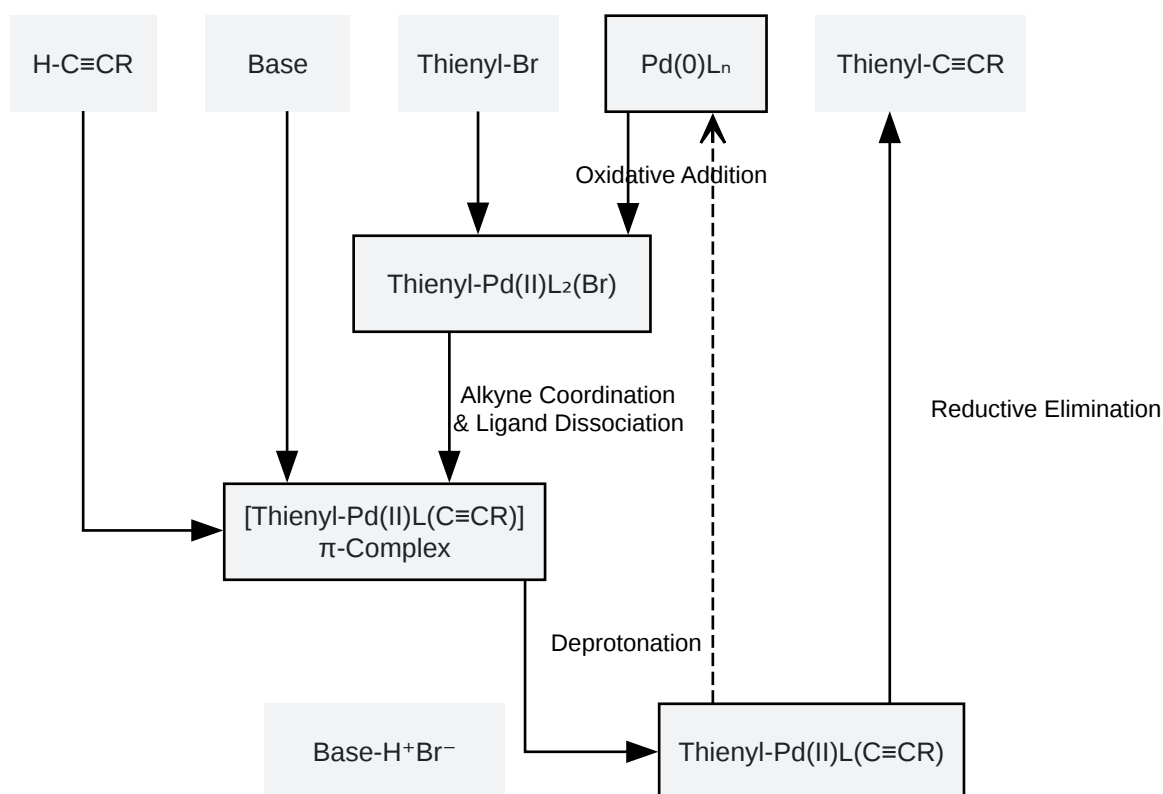 H-C≡CR
Base
Thienyl-Br
Pd(0)Lₙ
Thienyl-C≡CR
Oxidative Addition
Thienyl-Pd(II)L₂(Br)
Alkyne Coordination
& Ligand Dissociation
Reductive Elimination
[Thienyl-Pd(II)L(C≡CR)]
π-Complex
Deprotonation
Base-H⁺Br⁻
Thienyl-Pd(II)L(C≡CR)